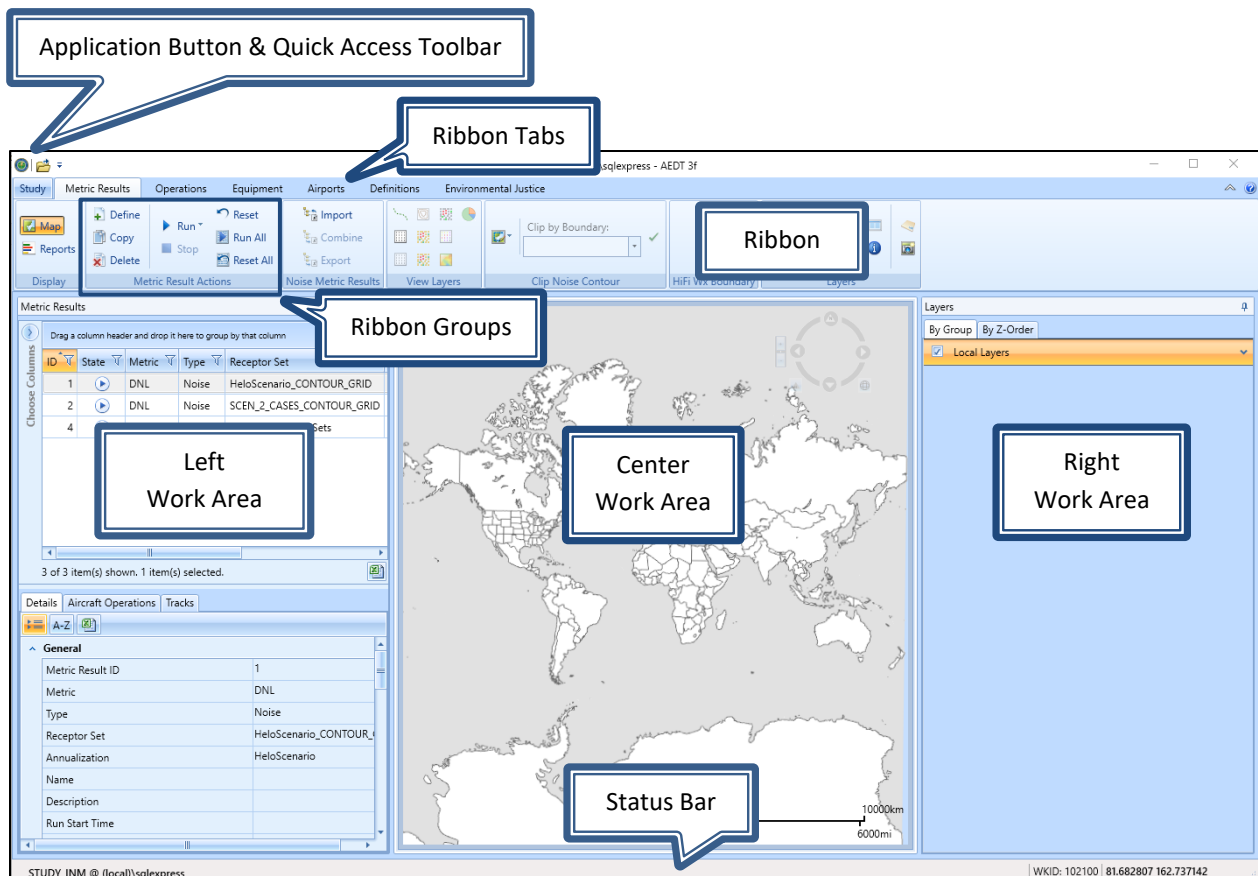 Application Button & Quick Access Toolbar
Ribbon Tabs
\sqlexpress - AEDT 3f
Study Metric Results Operations Equipment Airports Definitions Environmental Justice
Map
Reports
Display
Define
Copy
Delete
Run
Stop
Reset
Run All
Reset All
Metric Result Actions
Import
Combine
Export
Noise Metric Results
View Layers
Clip by Boundary:
Clip Noise Contour
HiFi Wx Boundary
Ribbon
Layers
Ribbon Groups
Metric Results
Choose Columns
Drag a column header and drop it here to group by that column
ID State Metric Type Receptor Set
1 DNL Noise HeloScenario_CONTOUR_GRID
2 DNL Noise SCEN_2_CASES_CONTOUR_GRID
4 Sets
Left
Work Area
3 of 3 item(s) shown. 1 item(s) selected.
Details Aircraft Operations Tracks
A-Z
General
Metric Result ID 1
Metric DNL
Type Noise
Receptor Set HeloScenario_CONTOUR_
Annualization HeloScenario
Name
Description
Run Start Time
Center
Work Area
10000km
6000mi
Status Bar
Layers
By Group By Z-Order
Local Layers
Right
Work Area
STUDY_INM @ (local)\sqlexpress
WKID: 102100 81.682807 162.737142